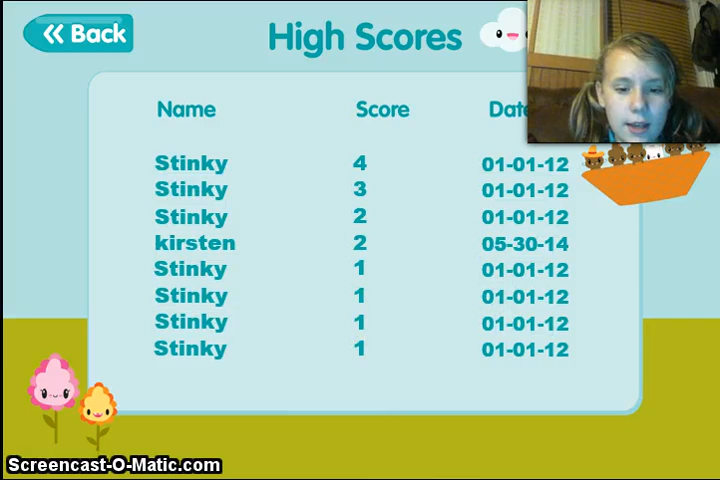 Back
High Scores
Name Score Date
Stinky 4 01-01-12
Stinky 3 01-01-12
Stinky 2 01-01-12
kirsten 2 05-30-14
Stinky 1 01-01-12
Stinky 1 01-01-12
Stinky 1 01-01-12
Stinky 1 01-01-12
Screencast-O-Matic.com